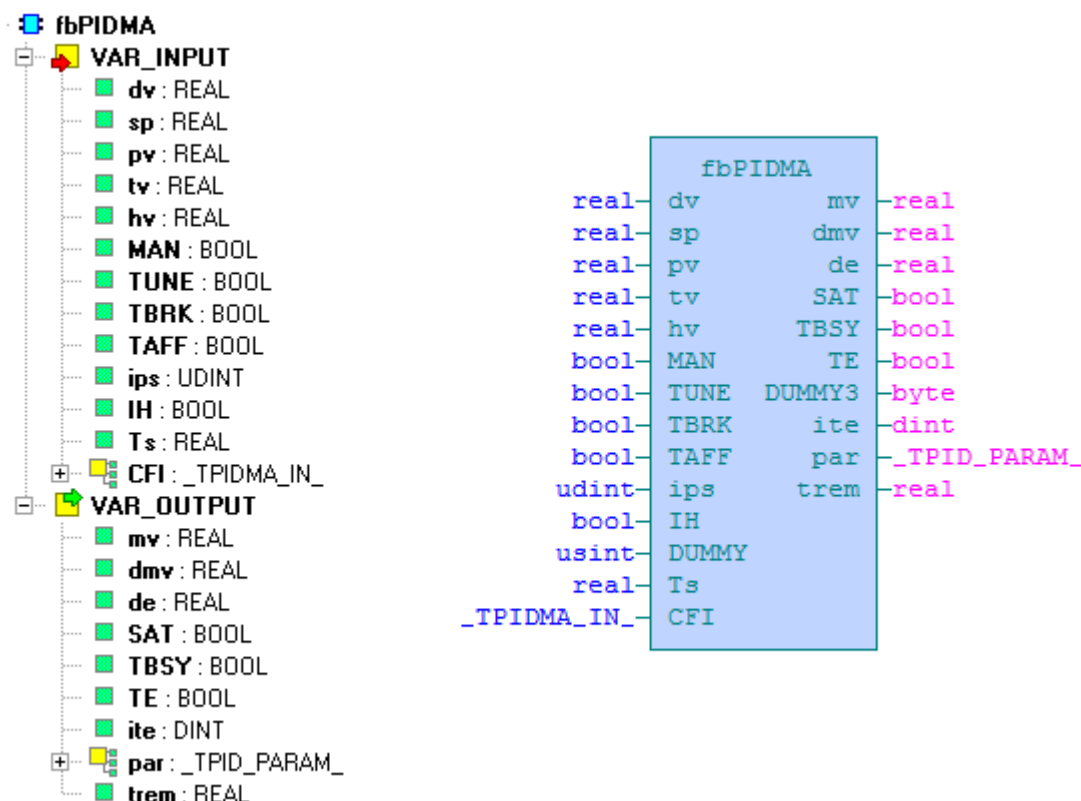 fbPIDMA
VAR_INPUT
dv : REAL
sp : REAL
pv : REAL
tv : REAL
hv : REAL
MAN : BOOL
TUNE : BOOL
TBRK : BOOL
TAFF : BOOL
ips : UDINT
IH : BOOL
Ts : REAL
CFI : _TPIDMA_IN_
VAR_OUTPUT
mv : REAL
dmv : REAL
de : REAL
SAT : BOOL
TBSY : BOOL
TE : BOOL
ite : DINT
par : _TPID_PARAM_
trem : REAL
fbPIDMA
real dv mv real
real sp dmv real
real pv de real
real tv SAT bool
real hv TBSY bool
bool MAN TE bool
bool TUNE DUMMY3 byte
bool TBRK ite dint
bool TAFF par _TPID_PARAM_
udint ips trem real
bool IH
usint DUMMY
real Ts
_TPIDMA_IN_ CFI